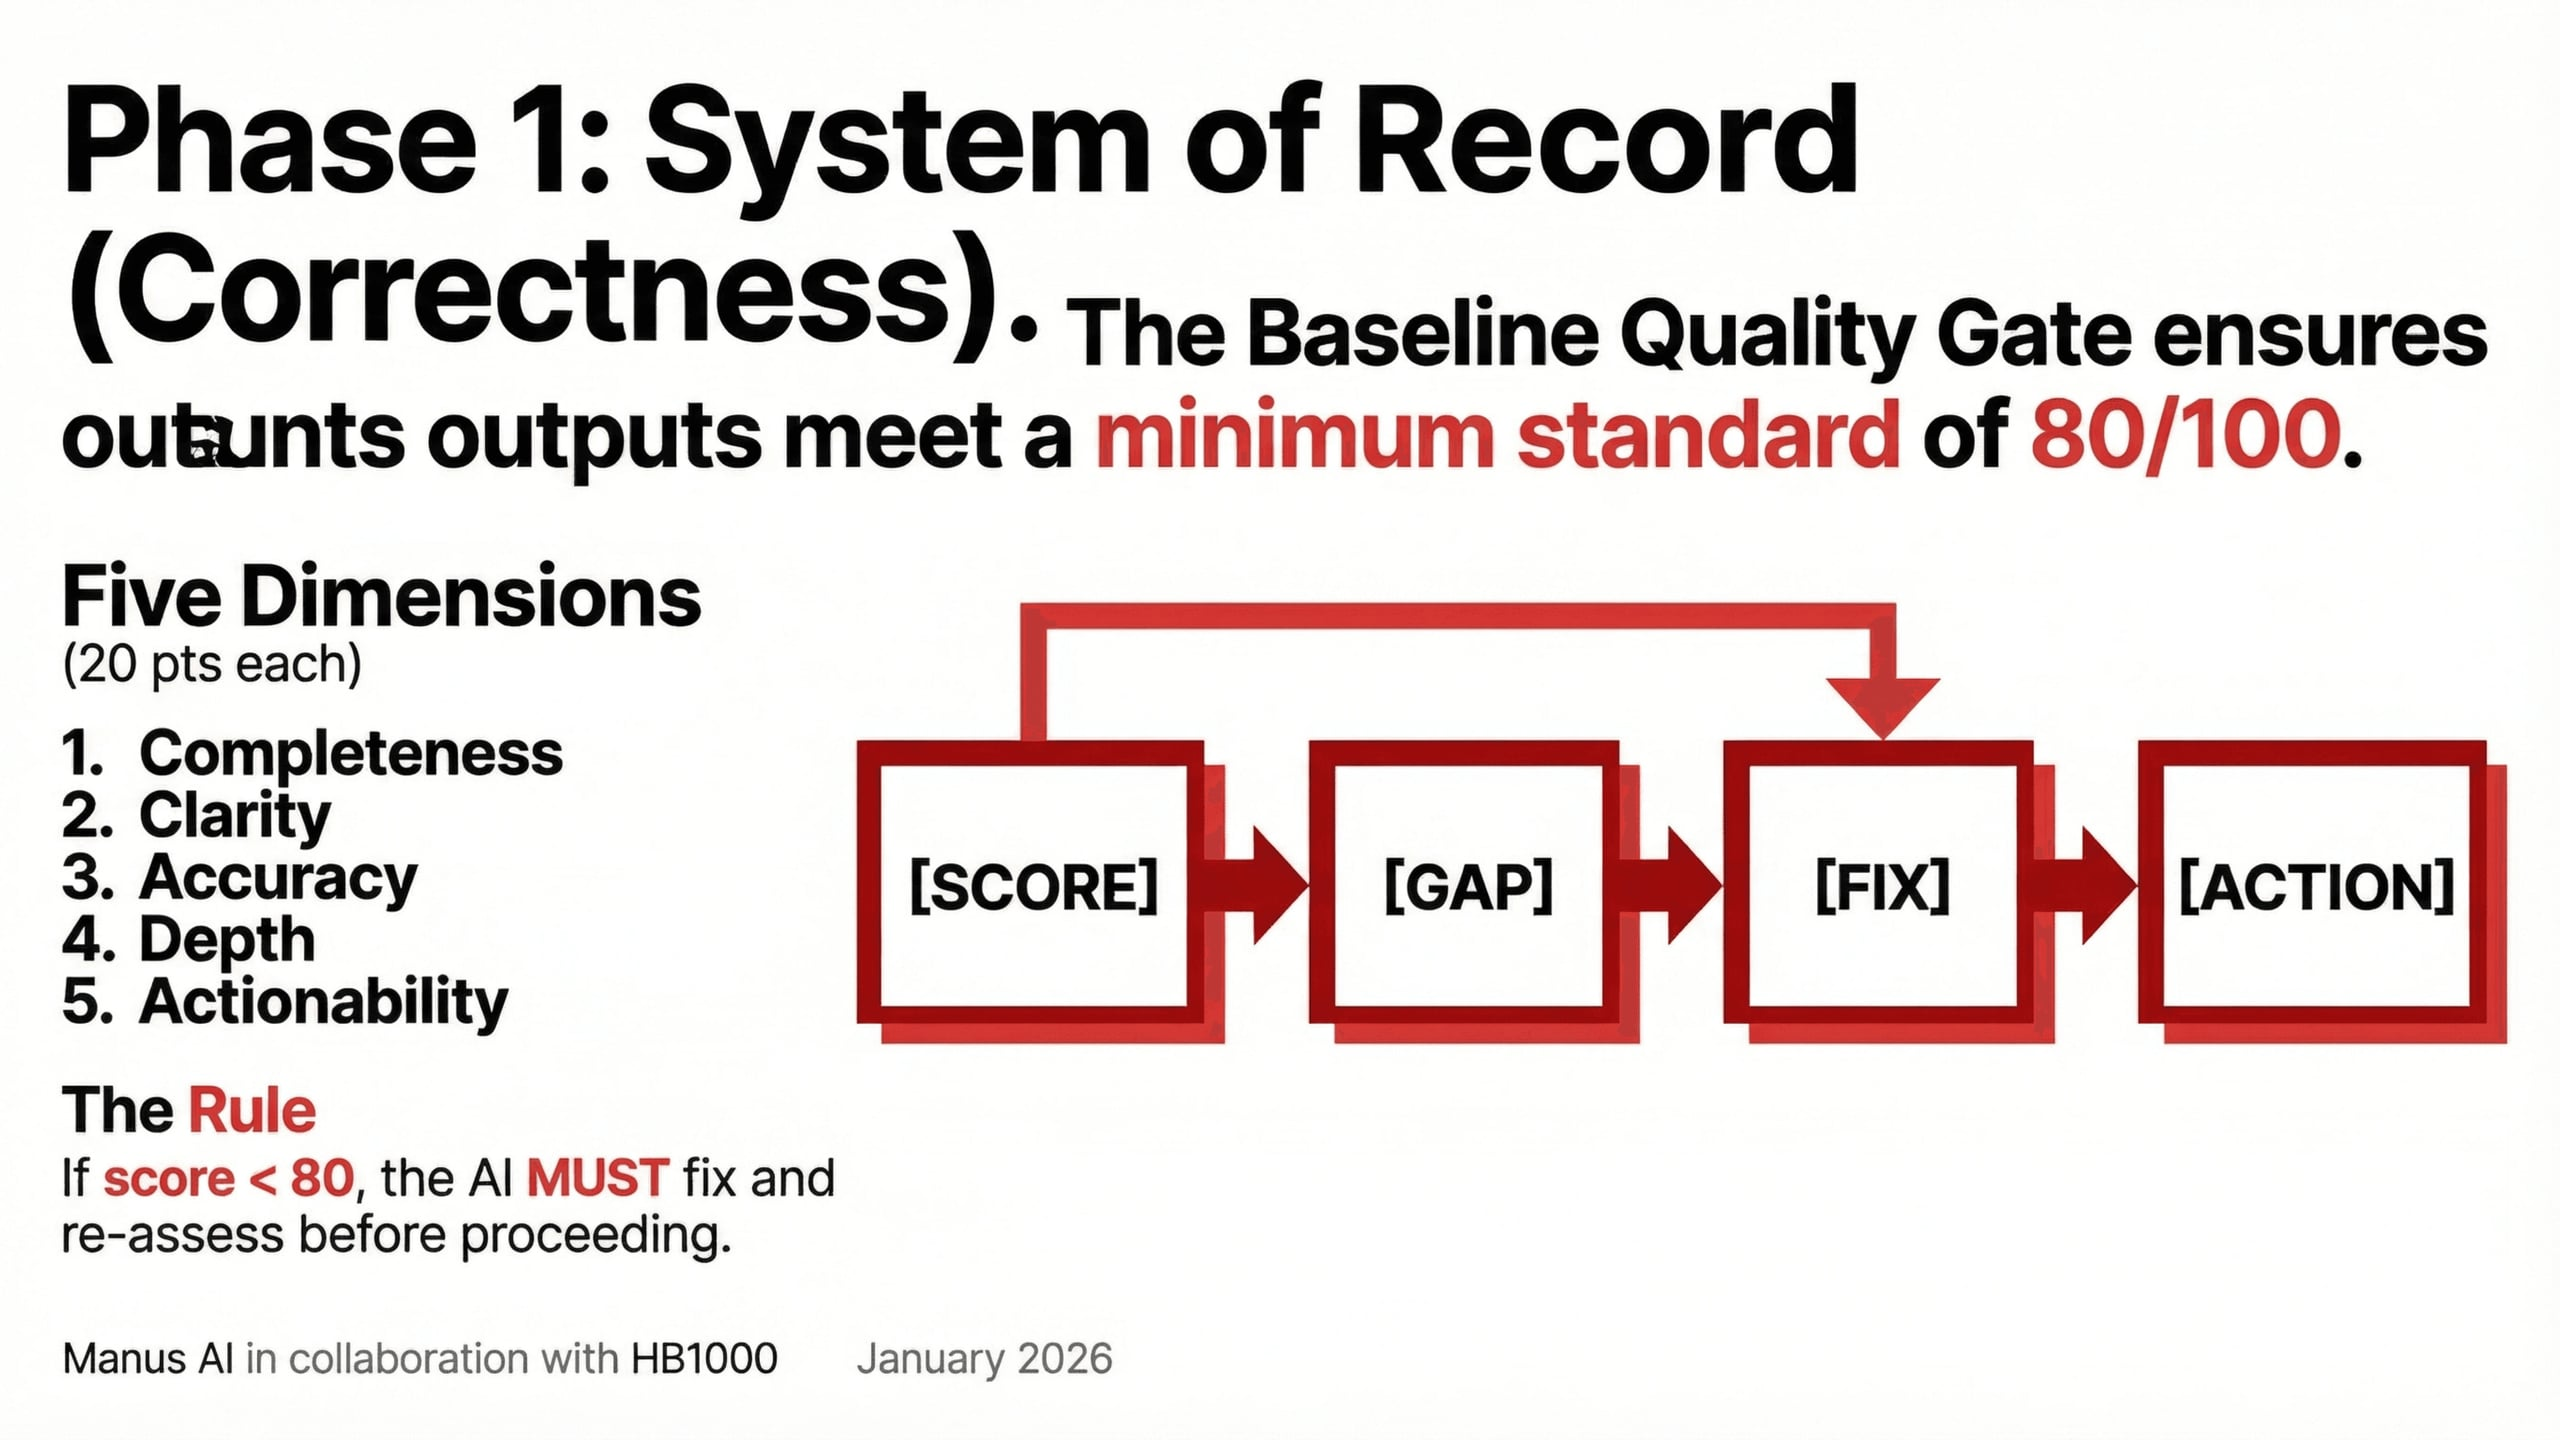 Phase 1: System of Record
(Correctness). The Baseline Quality Gate ensures
outputs meet a minimum standard of 80/100.
Five Dimensions
(20 pts each)
1. Completeness
2. Clarity
3. Accuracy
4. Depth
5. Actionability
[SCORE]
[GAP]
[FIX]
[ACTION]
The Rule
If score < 80, the AI MUST fix and
re-assess before proceeding.
Manus AI in collaboration with HB1000
January 2026